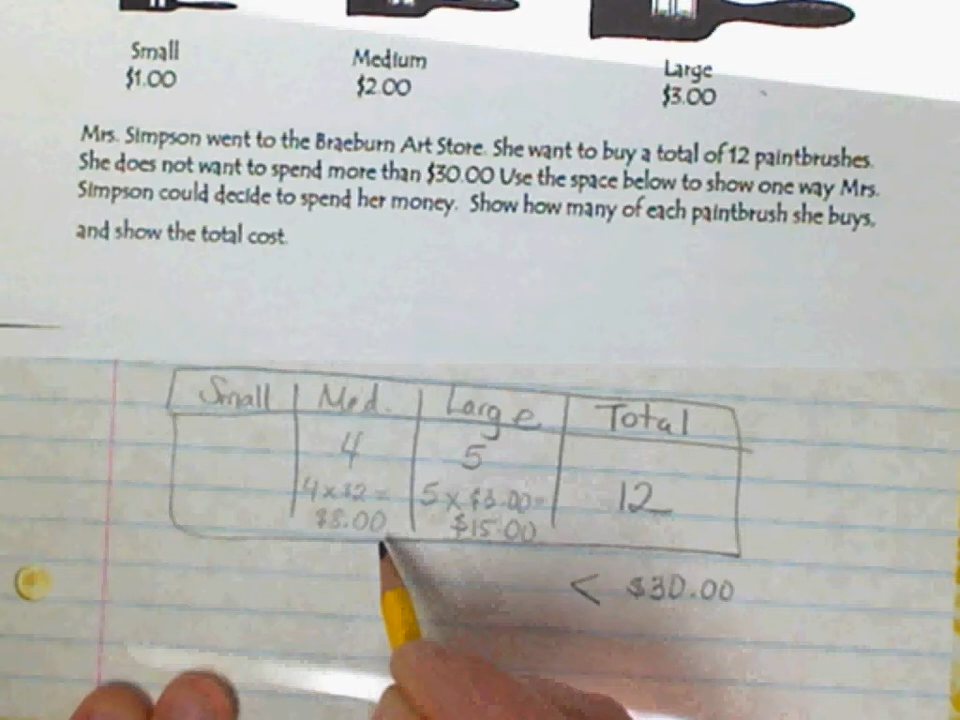 Small Medium Large
$1.00 $2.00 $3.00
Mrs. Simpson went to the Braeburn Art Store. She want to buy a total of 12 paintbrushes.
She does not want to spend more than $30.00 Use the space below to show one way Mrs.
Simpson could decide to spend her money. Show how many of each paintbrush she buys,
and show the total cost.
Small Med. Large Total
4 5
4 x $2 = 5 x $3.00 = 12
$8.00 $15.00
< $30.00